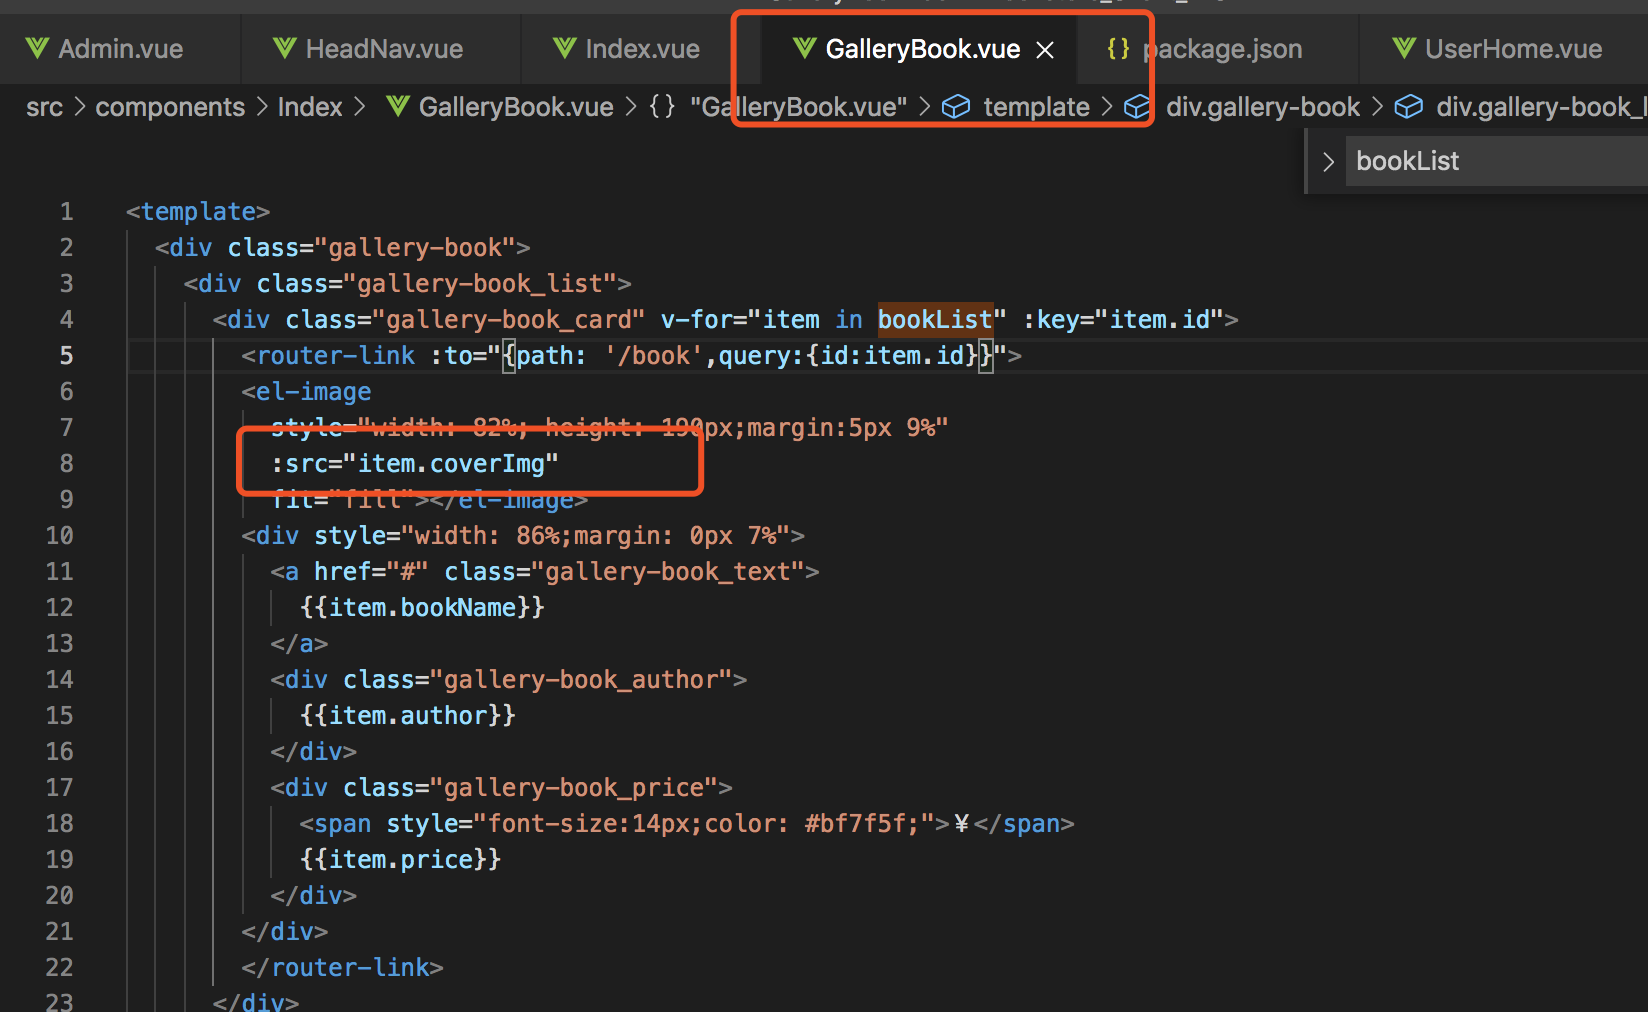 Admin.vue HeadNav.vue Index.vue GalleryBook.vue × {} package.json UserHome.vue
src > components > Index > GalleryBook.vue > {} "GalleryBook.vue" > template > div.gallery-book > div.gallery-book_l
> bookList
1 <template>
2 <div class="gallery-book">
3 <div class="gallery-book_list">
4 <div class="gallery-book_card" v-for="item in bookList" :key="item.id">
5 <router-link :to="{path: '/book',query:{id:item.id}}">
6 <el-image
7 style="width: 82%; height: 190px;margin:5px 9%"
8 :src="item.coverImg"
9 fit="fill"></el-image>
10 <div style="width: 86%;margin: 0px 7%">
11 <a href="#" class="gallery-book_text">
12 {{item.bookName}}
13 </a>
14 <div class="gallery-book_author">
15 {{item.author}}
16 </div>
17 <div class="gallery-book_price">
18 <span style="font-size:14px;color: #bf7f5f;">¥</span>
19 {{item.price}}
20 </div>
21 </div>
22 </router-link>
23 </div>